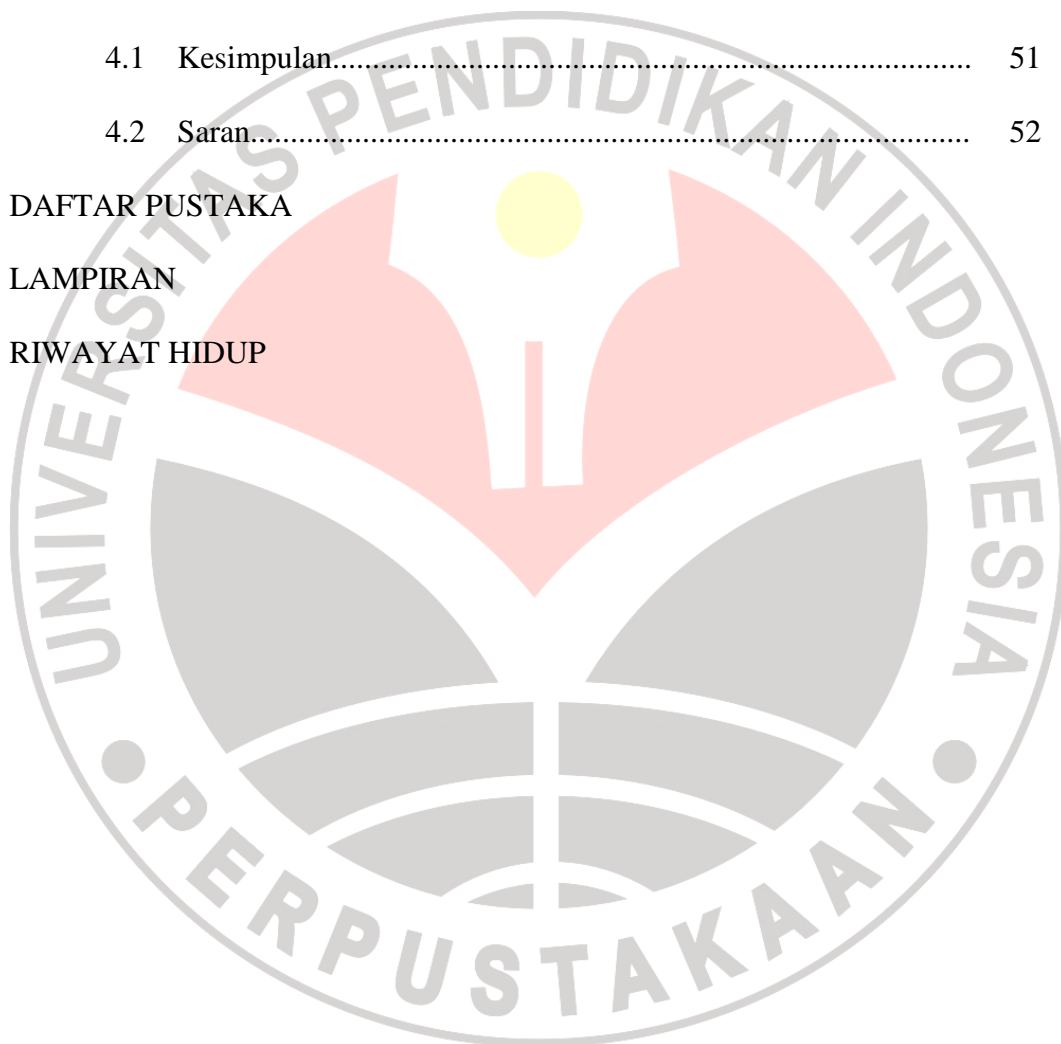 4.1 Kesimpulan............................................................................... 51
4.2 Saran......................................................................................... 52
DAFTAR PUSTAKA
LAMPIRAN
RIWAYAT HIDUP
UNIVERSITAS PENDIDIKAN INDONESIA
PERPUSTAKAAN